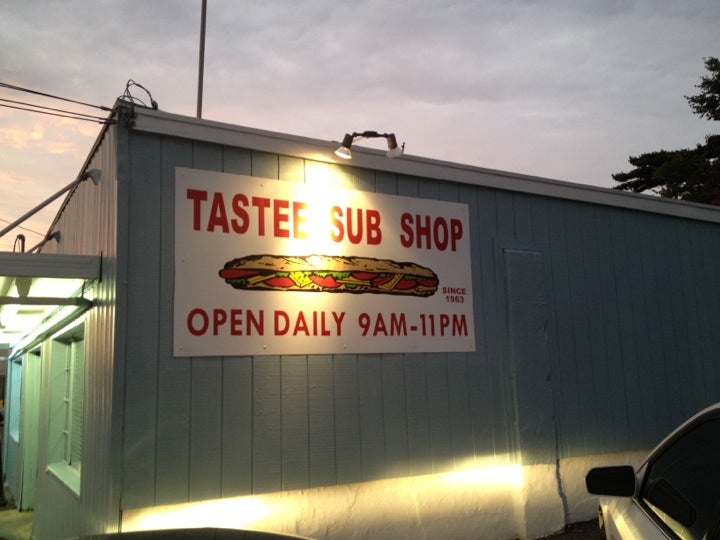 TASTEE SUB SHOP
SINCE
1963
OPEN DAILY 9AM-11PM